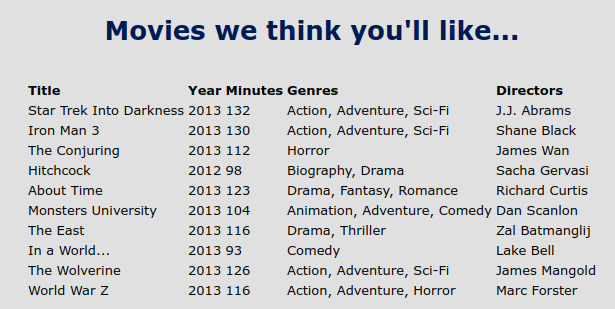 Movies we think you'll like...
Title Year Minutes Genres Directors
Star Trek Into Darkness 2013 132 Action, Adventure, Sci-Fi J.J. Abrams
Iron Man 3 2013 130 Action, Adventure, Sci-Fi Shane Black
The Conjuring 2013 112 Horror James Wan
Hitchcock 2012 98 Biography, Drama Sacha Gervasi
About Time 2013 123 Drama, Fantasy, Romance Richard Curtis
Monsters University 2013 104 Animation, Adventure, Comedy Dan Scanlon
The East 2013 116 Drama, Thriller Zal Batmanglij
In a World... 2013 93 Comedy Lake Bell
The Wolverine 2013 126 Action, Adventure, Sci-Fi James Mangold
World War Z 2013 116 Action, Adventure, Horror Marc Forster